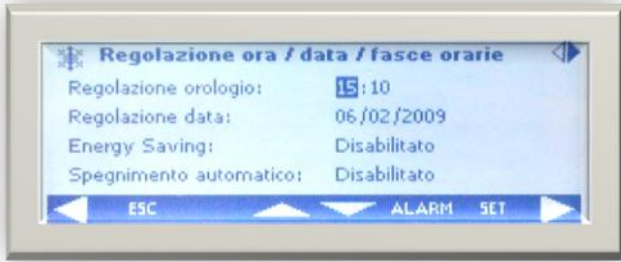 Regolazione ora / data / fasce orarie
Regolazione orologio: 15:10
Regolazione data: 06/02/2009
Energy Saving: Disabilitato
Spegnimento automatico: Disabilitato
ESC ALARM SET